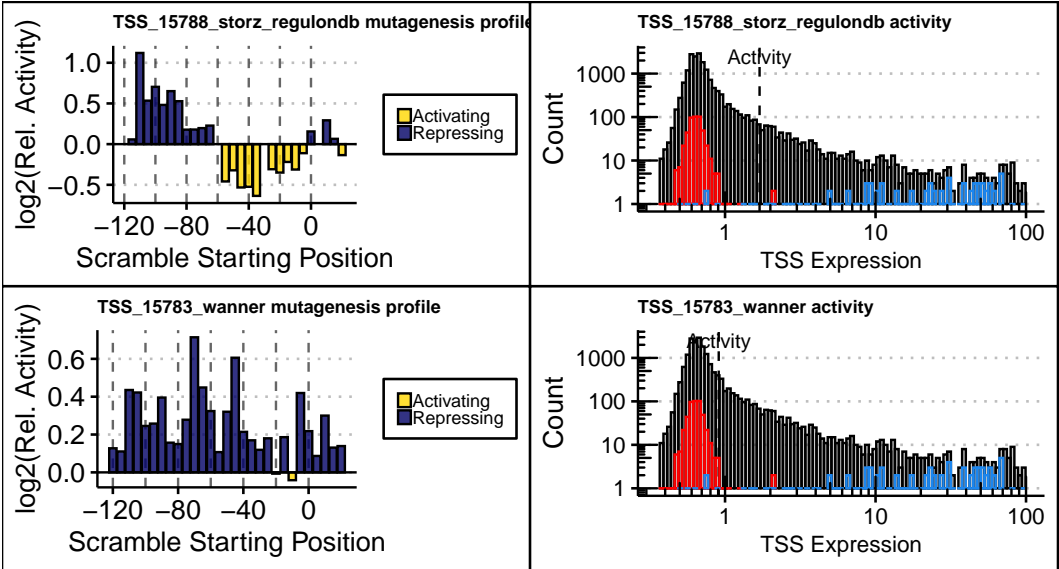 TSS_15788_storz_regulondb mutagenesis profile
log2(Rel. Activity)
1.0
0.5
0.0
−0.5
−120
−80
−40
0
Scramble Starting Position
Activating
Repressing
TSS_15788_storz_regulondb activity
Activity
Count
1000
100
10
1
1
10
100
TSS Expression
TSS_15783_wanner mutagenesis profile
log2(Rel. Activity)
0.6
0.4
0.2
0.0
−120
−80
−40
0
Scramble Starting Position
Activating
Repressing
TSS_15783_wanner activity
Activity
Count
1000
100
10
1
1
10
100
TSS Expression